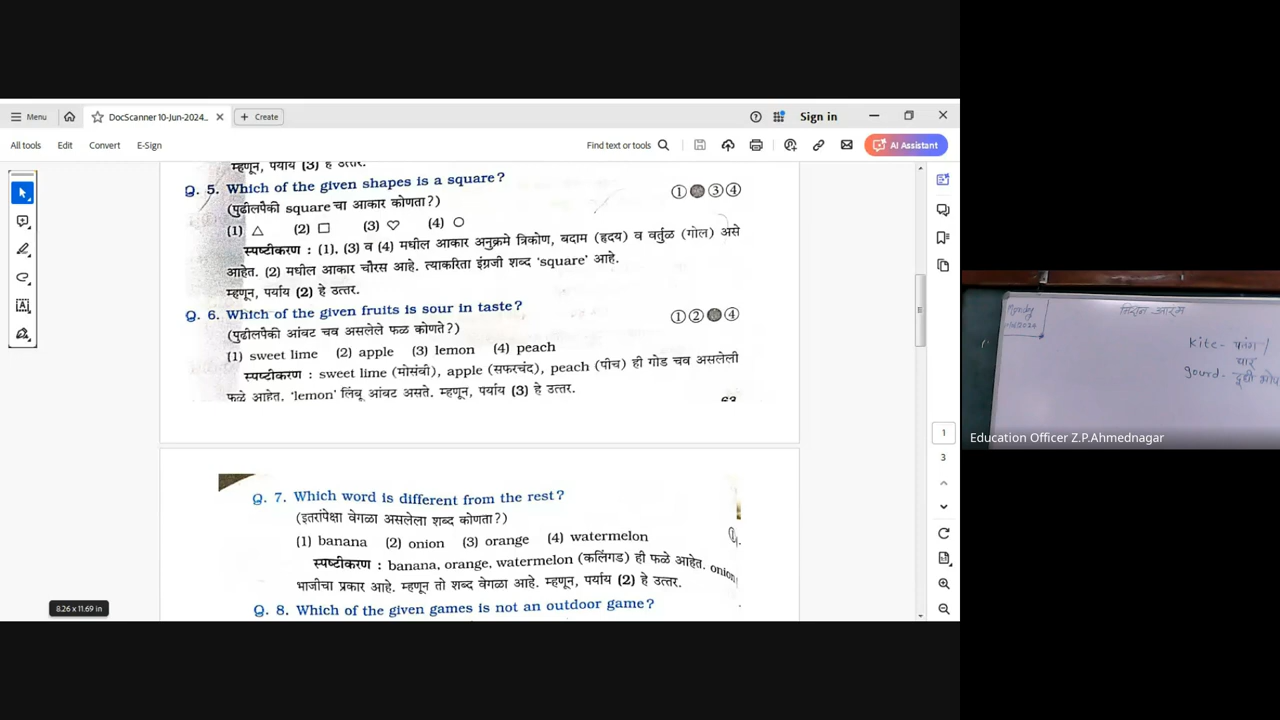 Menu
DocScanner 10-Jun-2024...
Create
Sign in
All tools Edit Convert E-Sign
Find text or tools
AI Assistant
म्हणून, पर्याय (3) हे उत्तर.
Q. 5. Which of the given shapes is a square?
① ③ ④
(पुढीलपैकी square चा आकार कोणता?)
(1) △ (2) □ (3) ♡ (4) ○
स्पष्टीकरण : (1), (3) व (4) मधील आकार अनुक्रमे त्रिकोण, बदाम (हृदय) व वर्तुळ (गोल) असे
आहेत. (2) मधील आकार चौरस आहे. त्याकरिता इंग्रजी शब्द 'square' आहे.
म्हणून, पर्याय (2) हे उत्तर.
Q. 6. Which of the given fruits is sour in taste?
① ② ④
(पुढीलपैकी आंबट चव असलेले फळ कोणते?)
(1) sweet lime (2) apple (3) lemon (4) peach
स्पष्टीकरण : sweet lime (मोसंबी), apple (सफरचंद), peach (पीच) ही गोड चव असलेली
फळे आहेत. 'lemon' लिंबू आंबट असते. म्हणून, पर्याय (3) हे उत्तर.
63
Q. 7. Which word is different from the rest?
(इतरांपेक्षा वेगळा असलेला शब्द कोणता?)
(1) banana (2) onion (3) orange (4) watermelon
स्पष्टीकरण : banana, orange, watermelon (कलिंगड) ही फळे आहेत. onion
भाजीचा प्रकार आहे. म्हणून तो शब्द वेगळा आहे. म्हणून, पर्याय (2) हे उत्तर.
Q. 8. Which of the given games is not an outdoor game?
8.26 x 11.69 in
1
3
Kite - पतंग /
gourd -
Education Officer Z.P.Ahmednagar